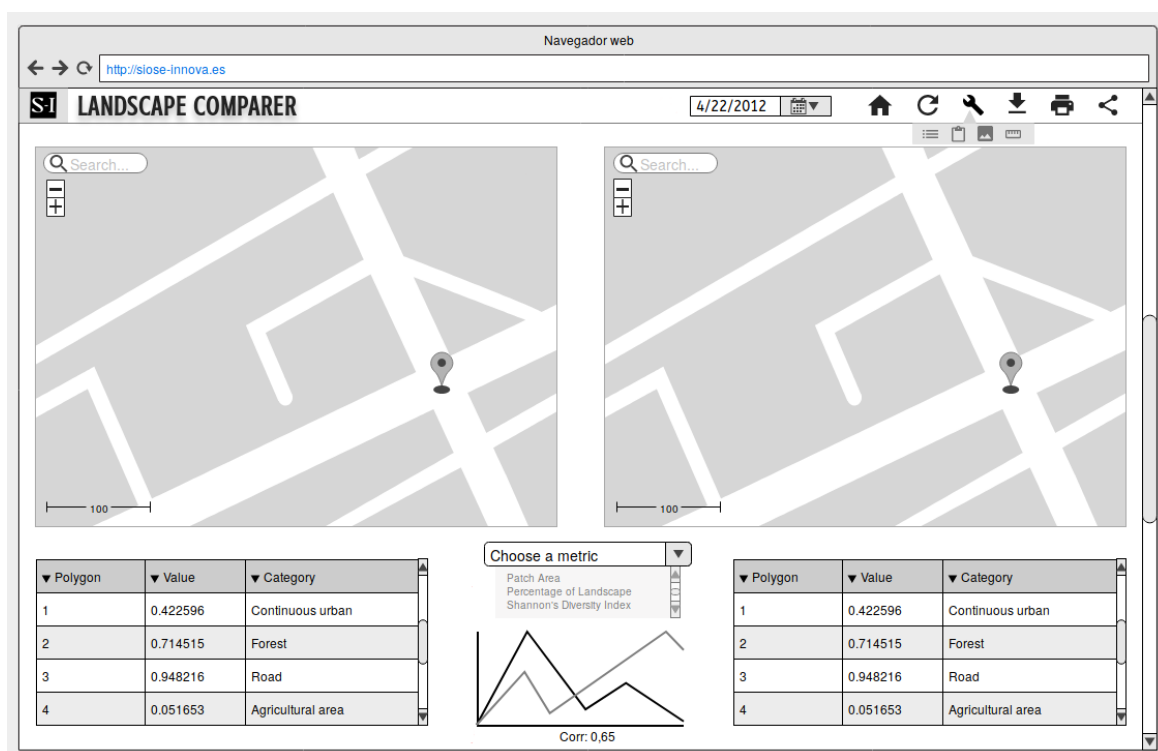 Navegador web
http://siose-innova.es
S·I LANDSCAPE COMPARER 4/22/2012
Search...
Search...
100
100
Polygon Value Category
1 0.422596 Continuous urban
2 0.714515 Forest
3 0.948216 Road
4 0.051653 Agricultural area
Choose a metric
Patch Area
Percentage of Landscape
Shannon's Diversity Index
Corr: 0,65
Polygon Value Category
1 0.422596 Continuous urban
2 0.714515 Forest
3 0.948216 Road
4 0.051653 Agricultural area